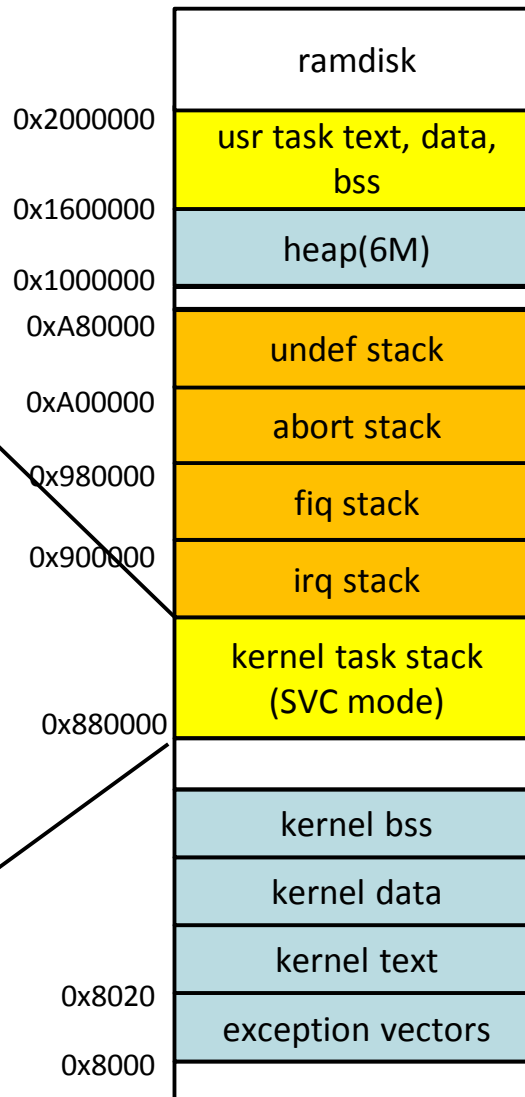 ramdisk
0x2000000
usr task text, data,
bss
0x1600000
heap(6M)
0x1000000
0xA80000
undef stack
0xA00000
abort stack
0x980000
fiq stack
0x900000
irq stack
kernel task stack
(SVC mode)
0x880000
kernel bss
kernel data
kernel text
0x8020
exception vectors
0x8000